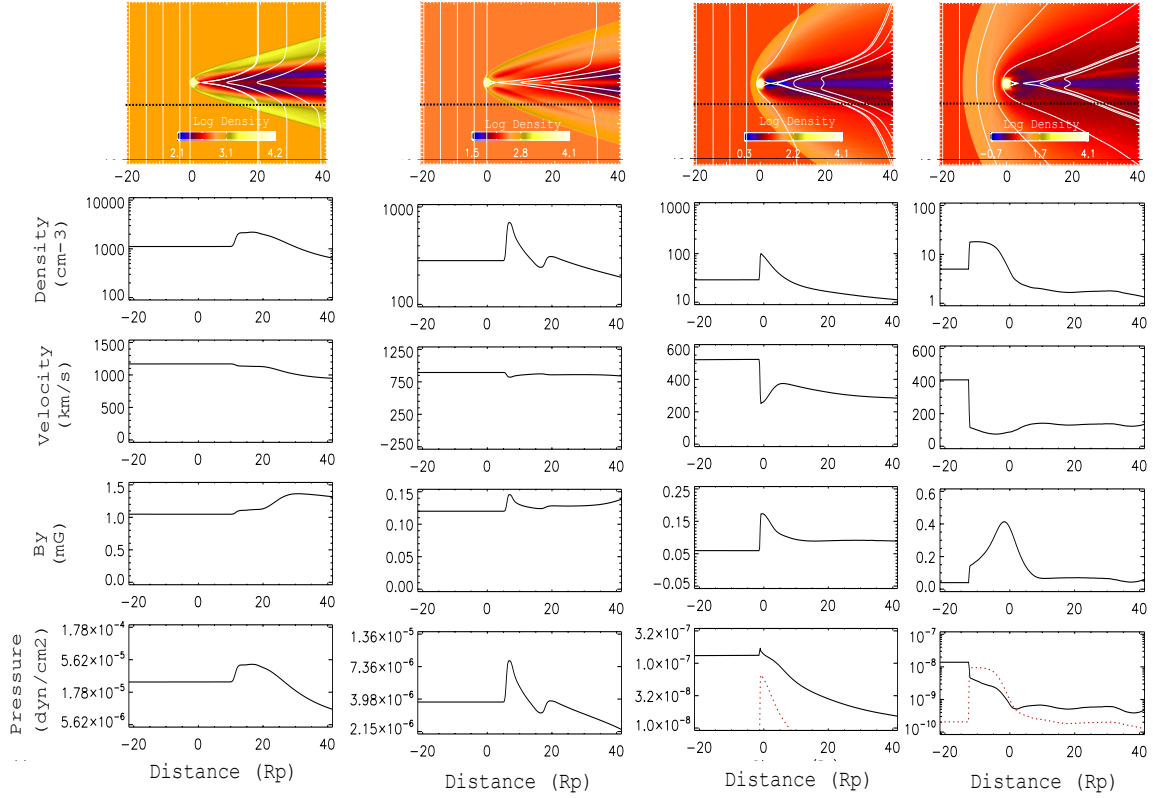 Log Density Log Density Log Density Log Density
2.1 3.1 4.2 1.5 2.8 4.1 0.3 2.2 4.1 -0.7 1.7 4.1
-20 0 20 40 -20 0 20 40 -20 0 20 40 -20 0 20 40
Density (cm-3)
10000 1000 100
1000 100
1000 100 10
100 10 1
-20 0 20 40 -20 0 20 40 -20 0 20 40 -20 0 20 40
Velocity (km/s)
1500 1000 500 0
1250 900 500 250 0 -250
600 400 200 0
600 400 200 0
-20 0 20 40 -20 0 20 40 -20 0 20 40 -20 0 20 40
By (mG)
1.5 1.0 0.5 0.0
0.15 0.10 0.05 0.00
0.25 0.15 0.05 -0.05
0.6 0.4 0.2 0.0
-20 0 20 40 -20 0 20 40 -20 0 20 40 -20 0 20 40
Pressure (dyn/cm2)
1.78×10⁻⁴ 5.62×10⁻⁵ 1.78×10⁻⁵ 5.62×10⁻⁶
1.36×10⁻⁵ 7.36×10⁻⁶ 3.98×10⁻⁶ 2.15×10⁻⁶
3.2×10⁻⁷ 1.0×10⁻⁷ 3.2×10⁻⁸ 1.0×10⁻⁸
10⁻⁷ 10⁻⁸ 10⁻⁹ 10⁻¹⁰
-20 0 20 40 -20 0 20 40 -20 0 20 40 -20 0 20 40
Distance (Rp) Distance (Rp) Distance (Rp) Distance (Rp)